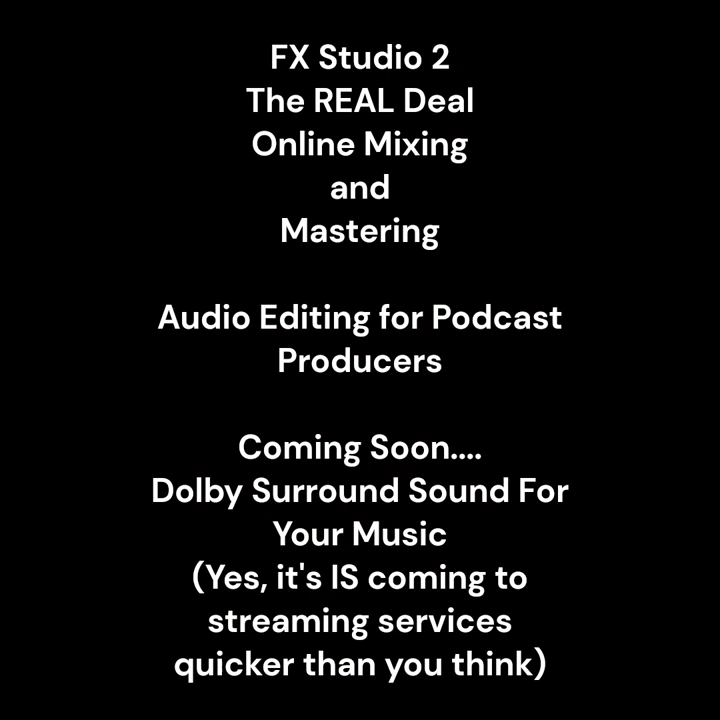 FX Studio 2
The REAL Deal
Online Mixing
and
Mastering
Audio Editing for Podcast
Producers
Coming Soon....
Dolby Surround Sound For
Your Music
(Yes, it's IS coming to
streaming services
quicker than you think)